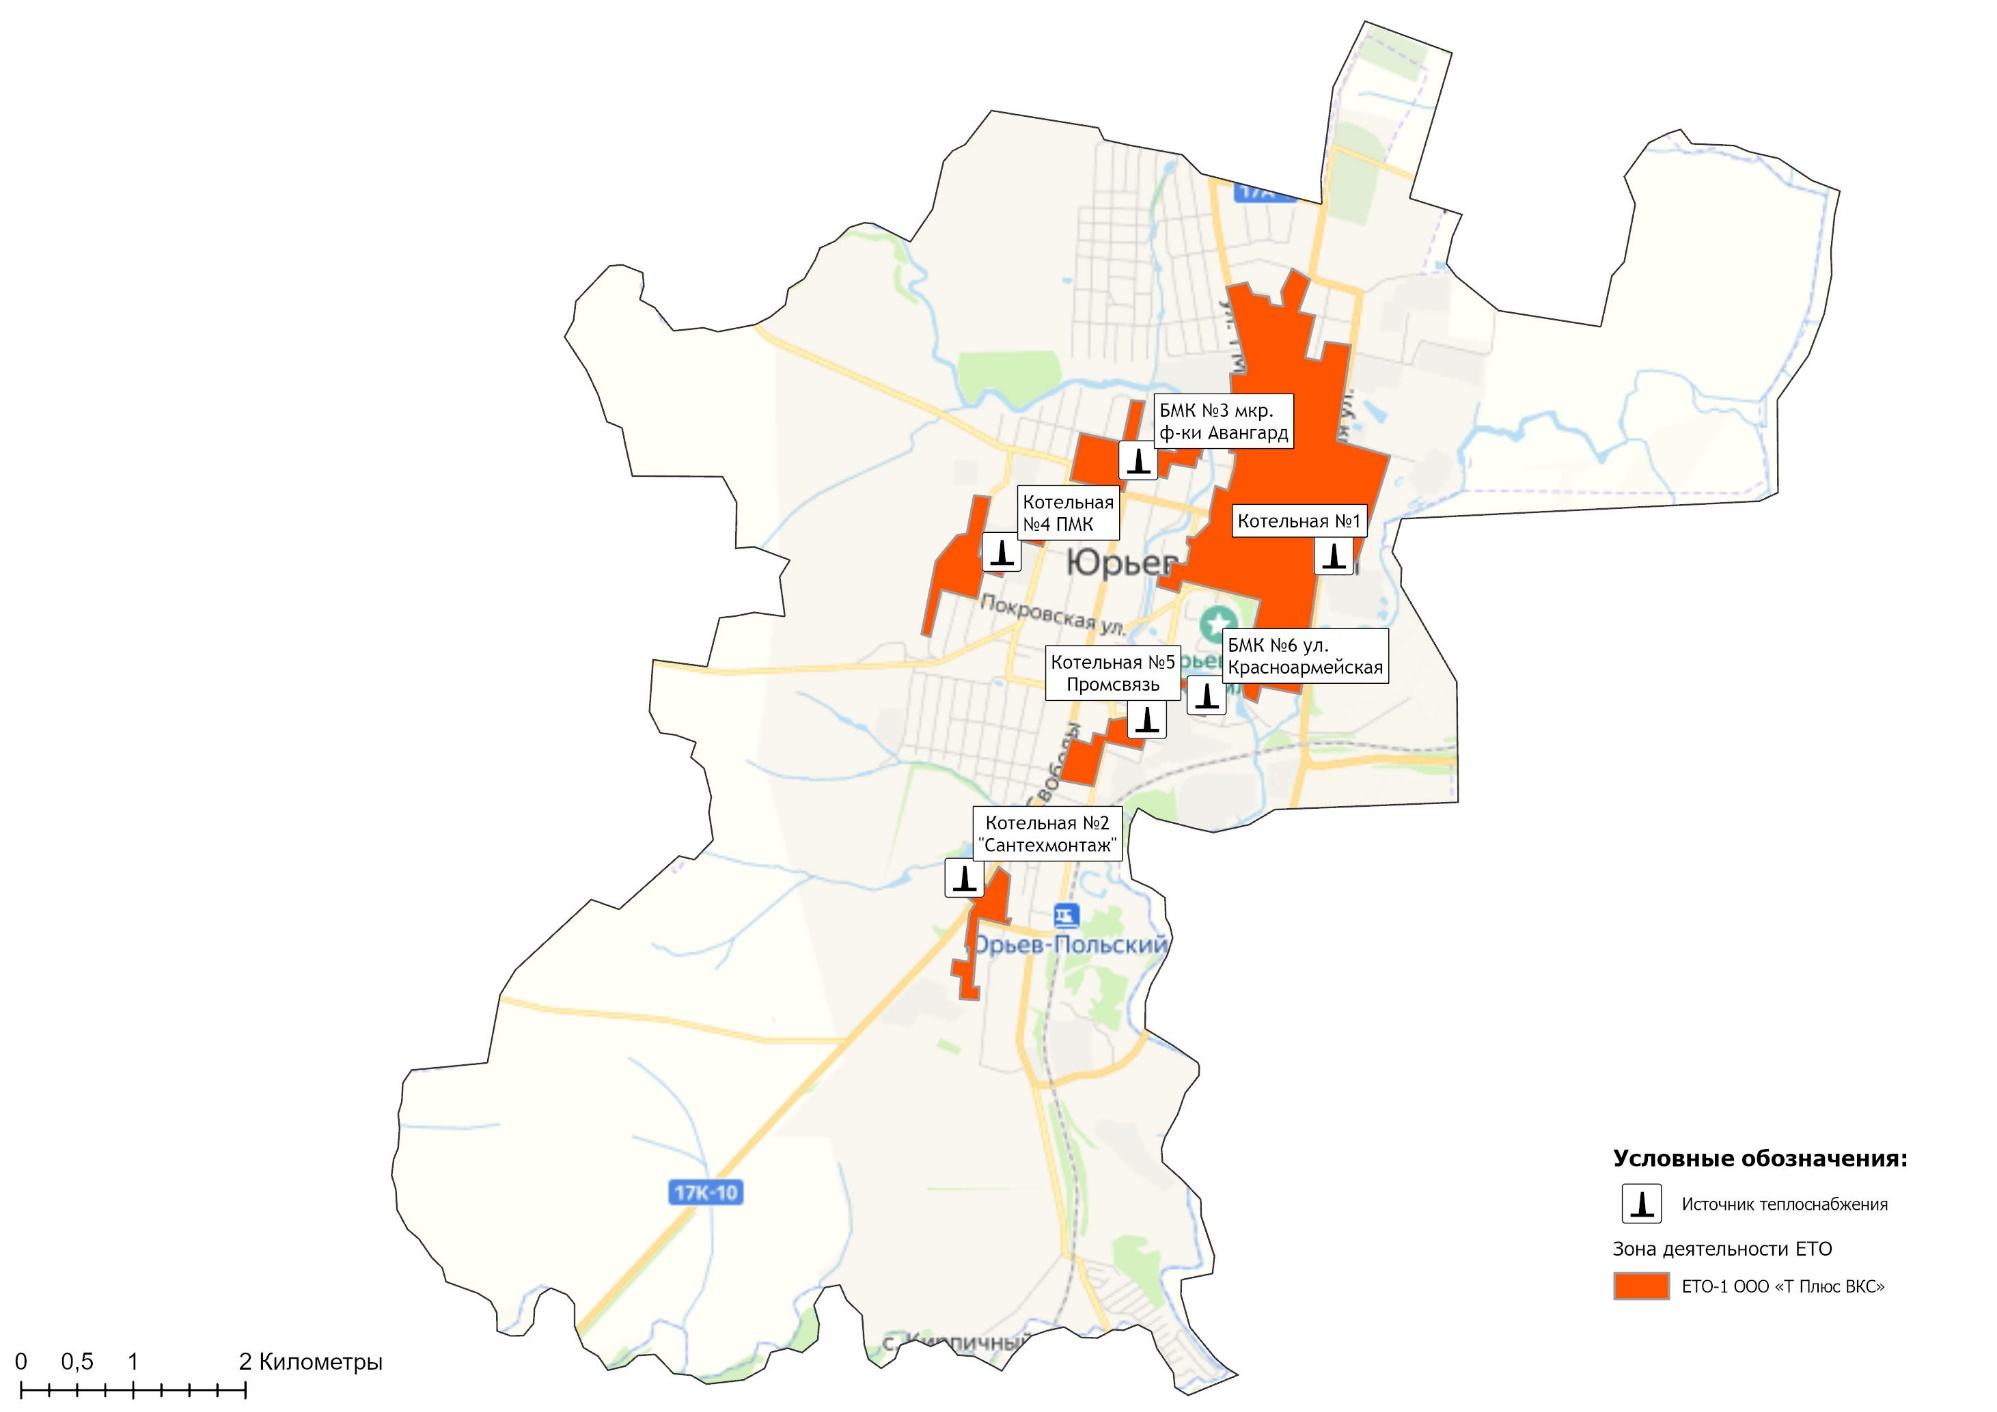 БМК №3 мкр.
ф-ки Авангард
Котельная
№4 ПМК
Котельная №1
Юрьев
Покровская ул.
БМК №6 ул.
Красноармейская
Котельная №5
Промсвязь
Свободы
Котельная №2
"Сантехмонтаж"
Юрьев-Польский
17К-10
Условные обозначения:
Источник теплоснабжения
Зона деятельности ЕТО
ЕТО-1 ООО «Т Плюс ВКС»
0 0,5 1 2 Километры
с. Кирпичный